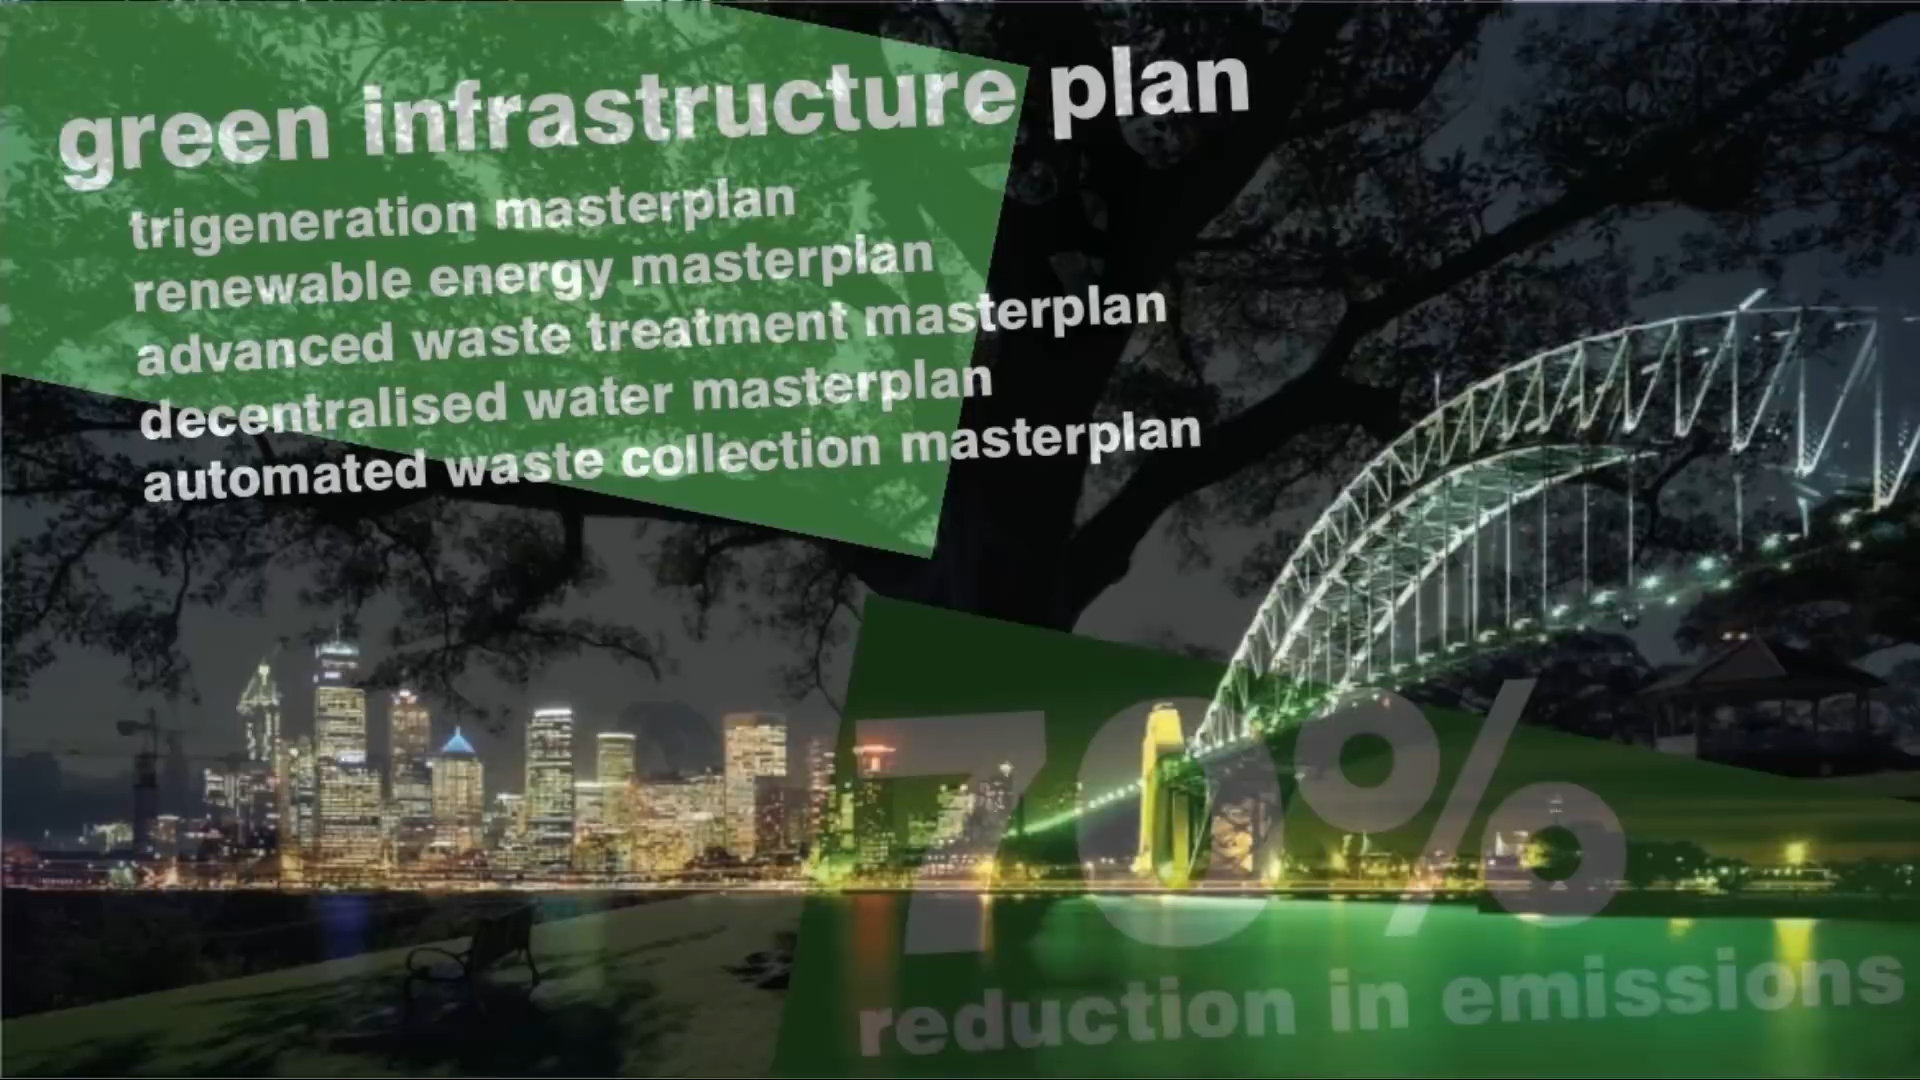 green infrastructure plan
trigeneration masterplan
renewable energy masterplan
advanced waste treatment masterplan
decentralised water masterplan
automated waste collection masterplan
70%
reduction in emissions